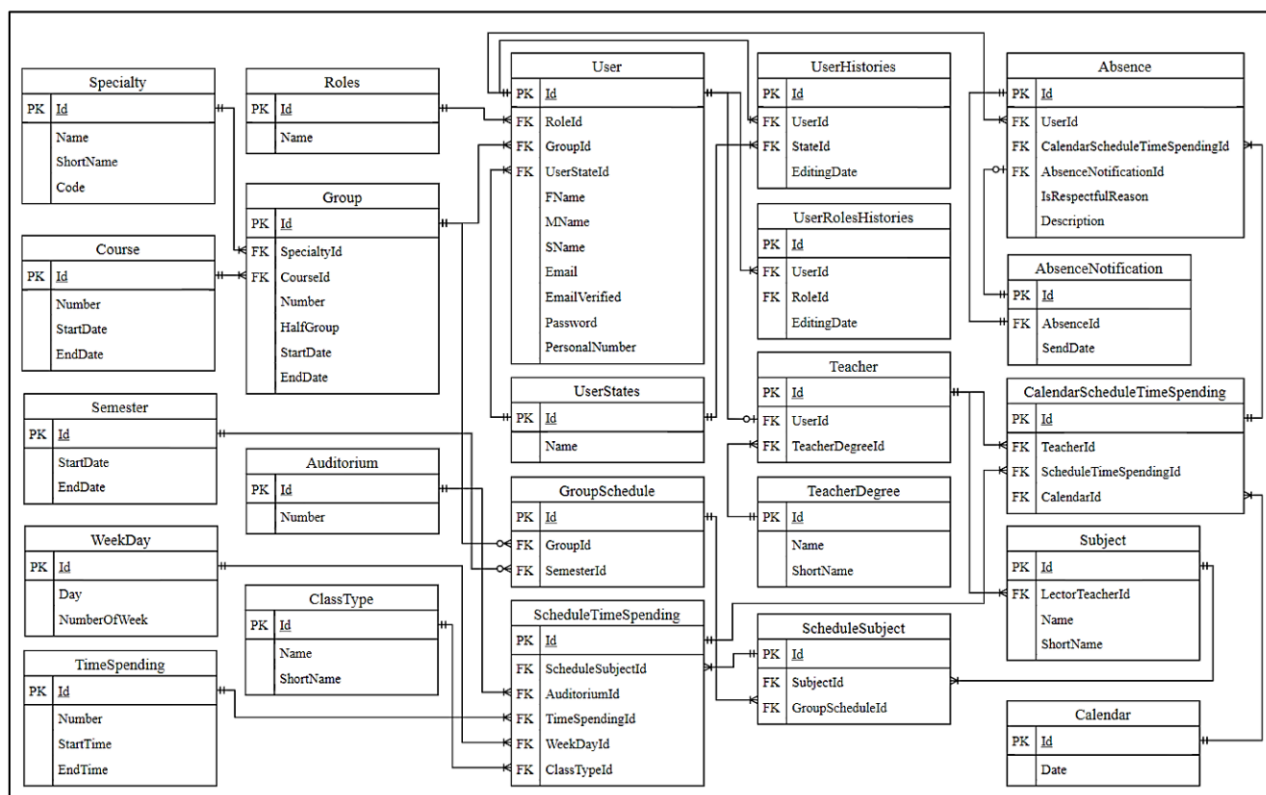 Specialty
PK Id
Name
ShortName
Code
Course
PK Id
Number
StartDate
EndDate
Semester
PK Id
StartDate
EndDate
WeekDay
PK Id
Day
NumberOfWeek
TimeSpending
PK Id
Number
StartTime
EndTime
Roles
PK Id
Name
Group
PK Id
FK SpecialtyId
FK CourseId
Number
HalfGroup
StartDate
EndDate
Auditorium
PK Id
Number
ClassType
PK Id
Name
ShortName
User
PK Id
FK RoleId
FK GroupId
FK UserStateId
FName
MName
SName
Email
EmailVerified
Password
PersonalNumber
UserStates
PK Id
Name
GroupSchedule
PK Id
FK GroupId
FK SemesterId
ScheduleTimeSpending
PK Id
FK ScheduleSubjectId
FK AuditoriumId
FK TimeSpendingId
FK WeekDayId
FK ClassTypeId
UserHistories
PK Id
FK UserId
FK StateId
EditingDate
UserRolesHistories
PK Id
FK UserId
FK RoleId
EditingDate
Teacher
PK Id
FK UserId
FK TeacherDegreeId
TeacherDegree
PK Id
Name
ShortName
ScheduleSubject
PK Id
FK SubjectId
FK GroupScheduleId
Absence
PK Id
FK UserId
FK CalendarScheduleTimeSpendingId
FK AbsenceNotificationId
IsRespectfulReason
Description
AbsenceNotification
PK Id
FK AbsenceId
SendDate
CalendarScheduleTimeSpending
PK Id
FK TeacherId
FK ScheduleTimeSpendingId
FK CalendarId
Subject
PK Id
FK LectorTeacherId
Name
ShortName
Calendar
PK Id
Date